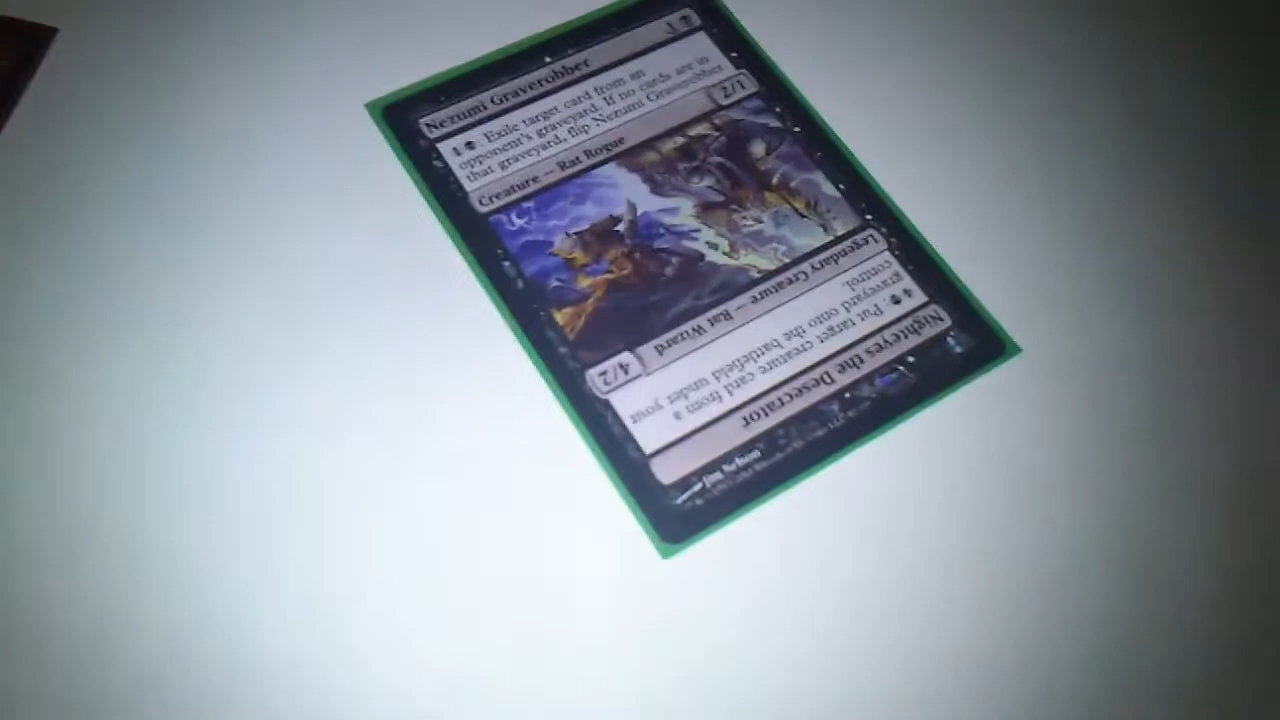 Nezumi Graverobber 1
1 : Exile target card from an
opponent's graveyard. If no cards are in
that graveyard, flip Nezumi Graverobber
Creature — Rat Rogue 2/1
Nighteyes the Desecrator
4 : Put target creature card from a
graveyard onto the battlefield under your
control.
Legendary Creature — Rat Wizard 4/2
Jim Nelson